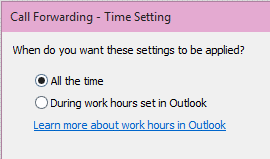 Call Forwarding - Time Setting
When do you want these settings to be applied?
All the time
During work hours set in Outlook
Learn more about work hours in Outlook